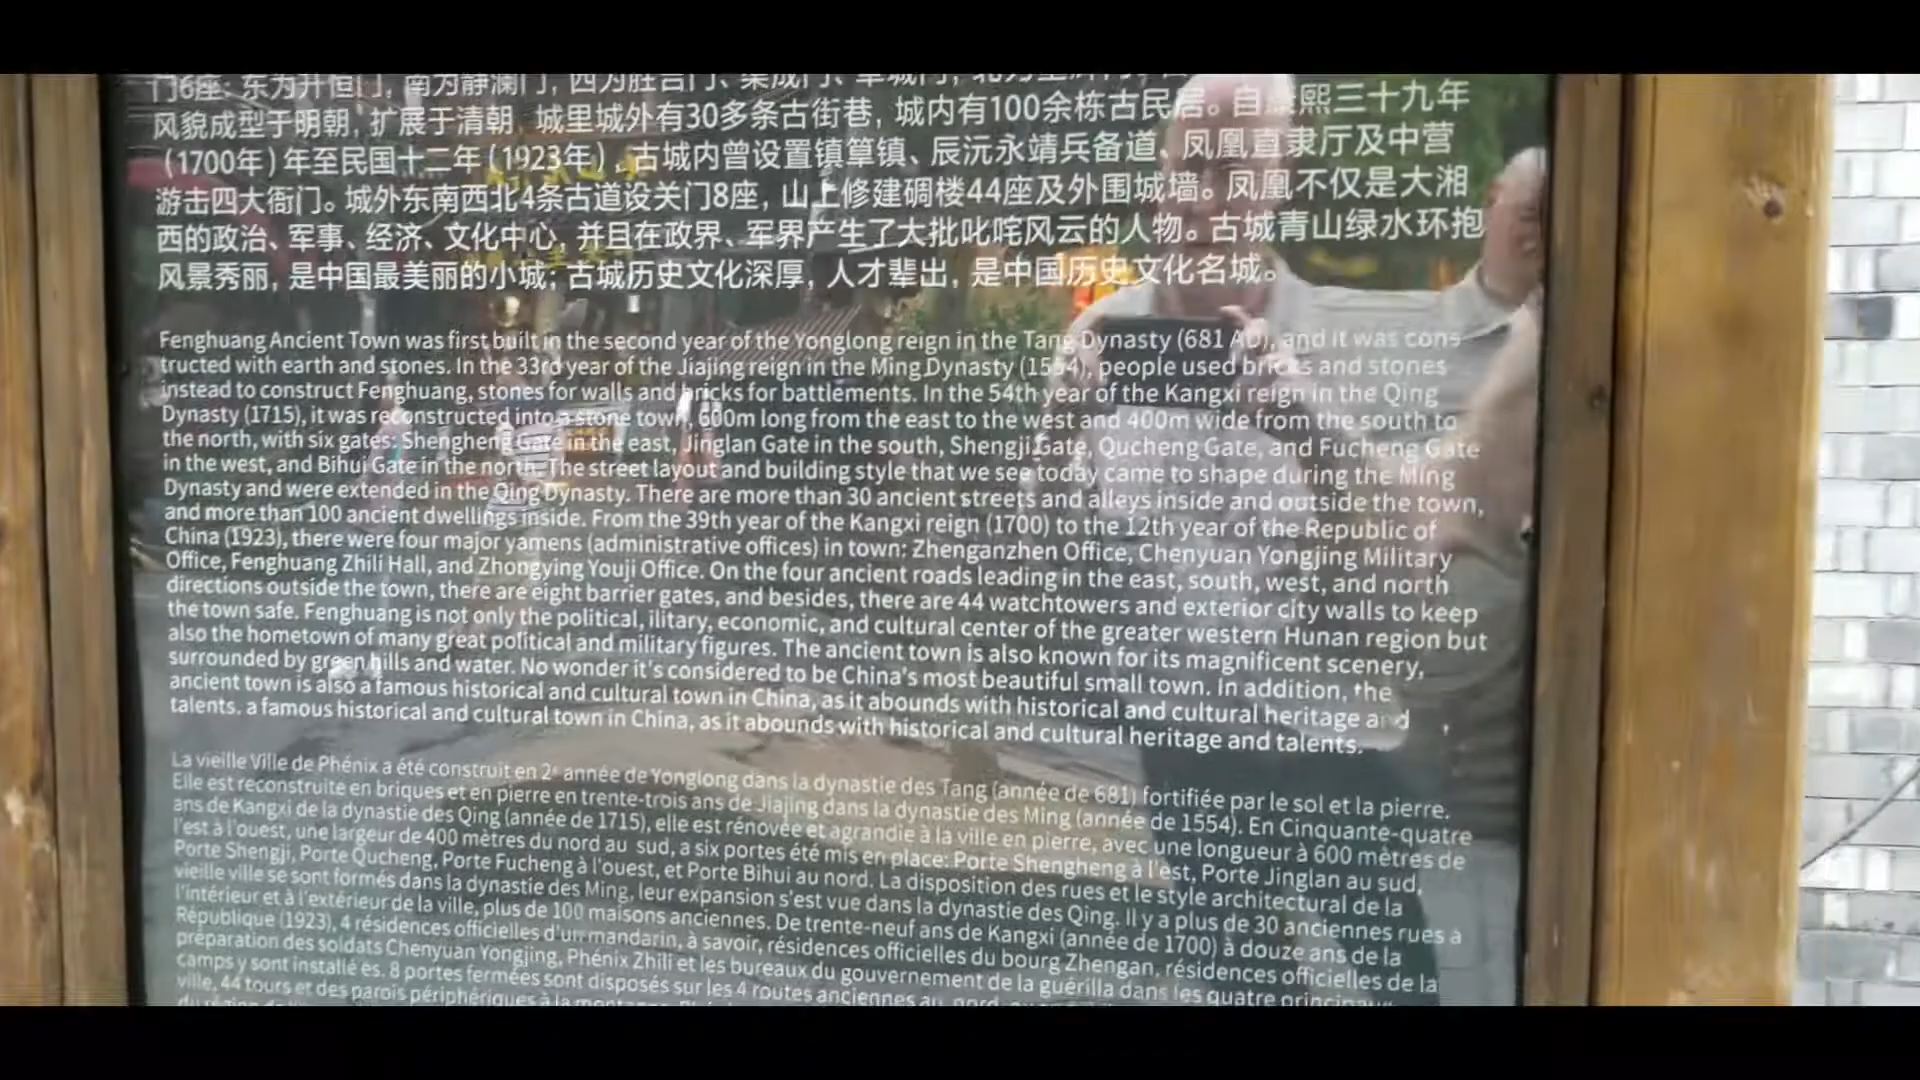 门6座：东为升恒门，南为静澜门，西为胜吉门、集成门、阜城门，北为
风貌成型于明朝，扩展于清朝，城里城外有30多条古街巷，城内有100余栋古民居。自康熙三十九年
（1700年）年至民国十二年（1923年），古城内曾设置镇筸镇、辰沅永靖兵备道、凤凰直隶厅及中营
游击四大衙门。城外东南西北4条古道设关门8座，山上修建碉楼44座及外围城墙。凤凰不仅是大湘
西的政治、军事、经济、文化中心，并且在政界、军界产生了大批叱咤风云的人物。古城青山绿水环抱
风景秀丽，是中国最美丽的小城；古城历史文化深厚，人才辈出，是中国历史文化名城。
Fenghuang Ancient Town was first built in the second year of the Yonglong reign in the Tang Dynasty (681 AD), and it was cons-
tructed with earth and stones. In the 33rd year of the Jiajing reign in the Ming Dynasty (1554), people used bricks and stones
instead to construct Fenghuang, stones for walls and bricks for battlements. In the 54th year of the Kangxi reign in the Qing
Dynasty (1715), it was reconstructed into a stone town, 600m long from the east to the west and 400m wide from the south to
the north, with six gates: Shengheng Gate in the east, Jinglan Gate in the south, Shengji Gate, Qucheng Gate, and Fucheng Gate
in the west, and Bihui Gate in the north. The street layout and building style that we see today came to shape during the Ming
Dynasty and were extended in the Qing Dynasty. There are more than 30 ancient streets and alleys inside and outside the town,
and more than 100 ancient dwellings inside. From the 39th year of the Kangxi reign (1700) to the 12th year of the Republic of
China (1923), there were four major yamens (administrative offices) in town: Zhenganzhen Office, Chenyuan Yongjing Military
Office, Fenghuang Zhili Hall, and Zhongying Youji Office. On the four ancient roads leading in the east, south, west, and north
directions outside the town, there are eight barrier gates, and besides, there are 44 watchtowers and exterior city walls to keep
the town safe. Fenghuang is not only the political, ilitary, economic, and cultural center of the greater western Hunan region but
also the hometown of many great political and military figures. The ancient town is also known for its magnificent scenery,
surrounded by green hills and water. No wonder it's considered to be China's most beautiful small town. In addition, the
ancient town is also a famous historical and cultural town in China, as it abounds with historical and cultural heritage and
talents. a famous historical and cultural town in China, as it abounds with historical and cultural heritage and talents.
La vieille Ville de Phénix a été construit en 2e année de Yonglong dans la dynastie des Tang (année de 681) fortifiée par le sol et la pierre.
Elle est reconstruite en briques et en pierre en trente-trois ans de Jiajing dans la dynastie des Ming (année de 1554). En Cinquante-quatre
ans de Kangxi de la dynastie des Qing (année de 1715), elle est rénovée et agrandie à la ville en pierre, avec une longueur à 600 mètres de
l'est à l'ouest, une largeur de 400 mètres du nord au sud, a six portes été mis en place: Porte Shengheng à l'est, Porte Jinglan au sud,
Porte Shengji, Porte Qucheng, Porte Fucheng à l'ouest, et Porte Bihui au nord. La disposition des rues et le style architectural de la
vieille ville se sont formés dans la dynastie des Ming, leur expansion s'est vue dans la dynastie des Qing. Il y a plus de 30 anciennes rues à
l'intérieur et à l'extérieur de la ville, plus de 100 maisons anciennes. De trente-neuf ans de Kangxi (année de 1700) à douze ans de la
République (1923), 4 résidences officielles d'un mandarin, à savoir, résidences officielles du bourg Zhengan, résidences officielles de la
préparation des soldats Chenyuan Yongjing, Phénix Zhili et les bureaux du gouvernement de la guérilla dans les quatre principaux
camps y sont installé es. 8 portes fermées sont disposés sur les 4 routes anciennes au nord
ville, 44 tours et des parois périphériques à la montagne.